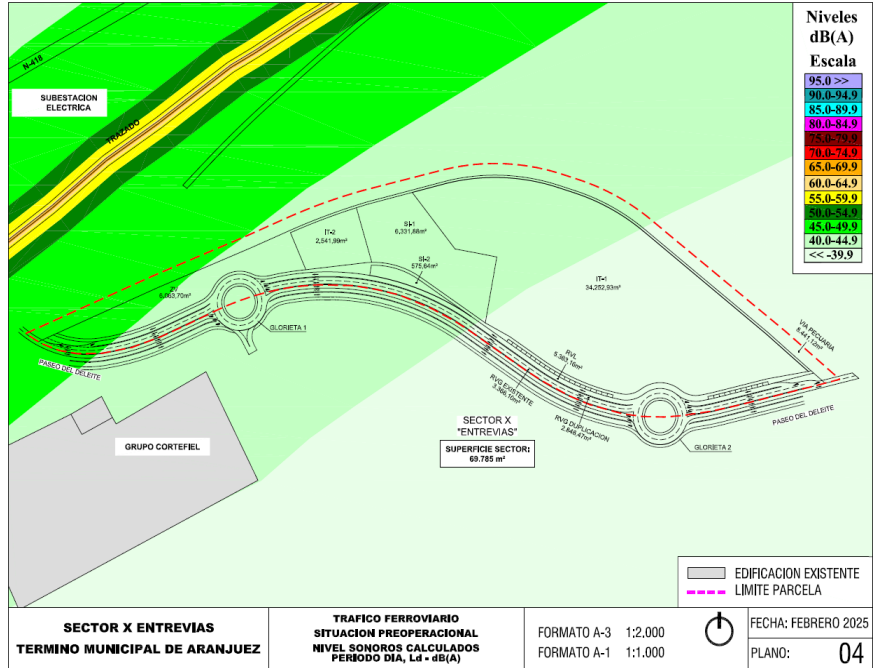 Niveles
dB(A)
Escala
95.0 >>
90.0-94.9
85.0-89.9
80.0-84.9
75.0-79.9
70.0-74.9
65.0-69.9
60.0-64.9
55.0-59.9
50.0-54.9
45.0-49.9
40.0-44.9
<< -39.9
N-418
SUBESTACION
ELECTRICA
TRAZADO
IT-2
2,541,99m²
SI-1
6,331,88m²
SI-2
575,64m²
IT-1
34,252,93m²
ZV
6,063,70m²
GLORIETA 1
PASEO DEL DELEITE
VIA PECUARIA
8,441,12m²
RVL
RVG EXISTENTE
RVG DUPLICACION
PASEO DEL DELEITE
GLORIETA 2
GRUPO CORTEFIEL
SECTOR X
"ENTREVIAS"
SUPERFICIE SECTOR:
69.785 m²
EDIFICACION EXISTENTE
LIMITE PARCELA
SECTOR X ENTREVIAS
TERMINO MUNICIPAL DE ARANJUEZ
TRAFICO FERROVIARIO
SITUACION PREOPERACIONAL
NIVEL SONOROS CALCULADOS
PERIODO DIA, Ld - dB(A)
FORMATO A-3 1:2.000
FORMATO A-1 1:1.000
FECHA: FEBRERO 2025
PLANO: 04